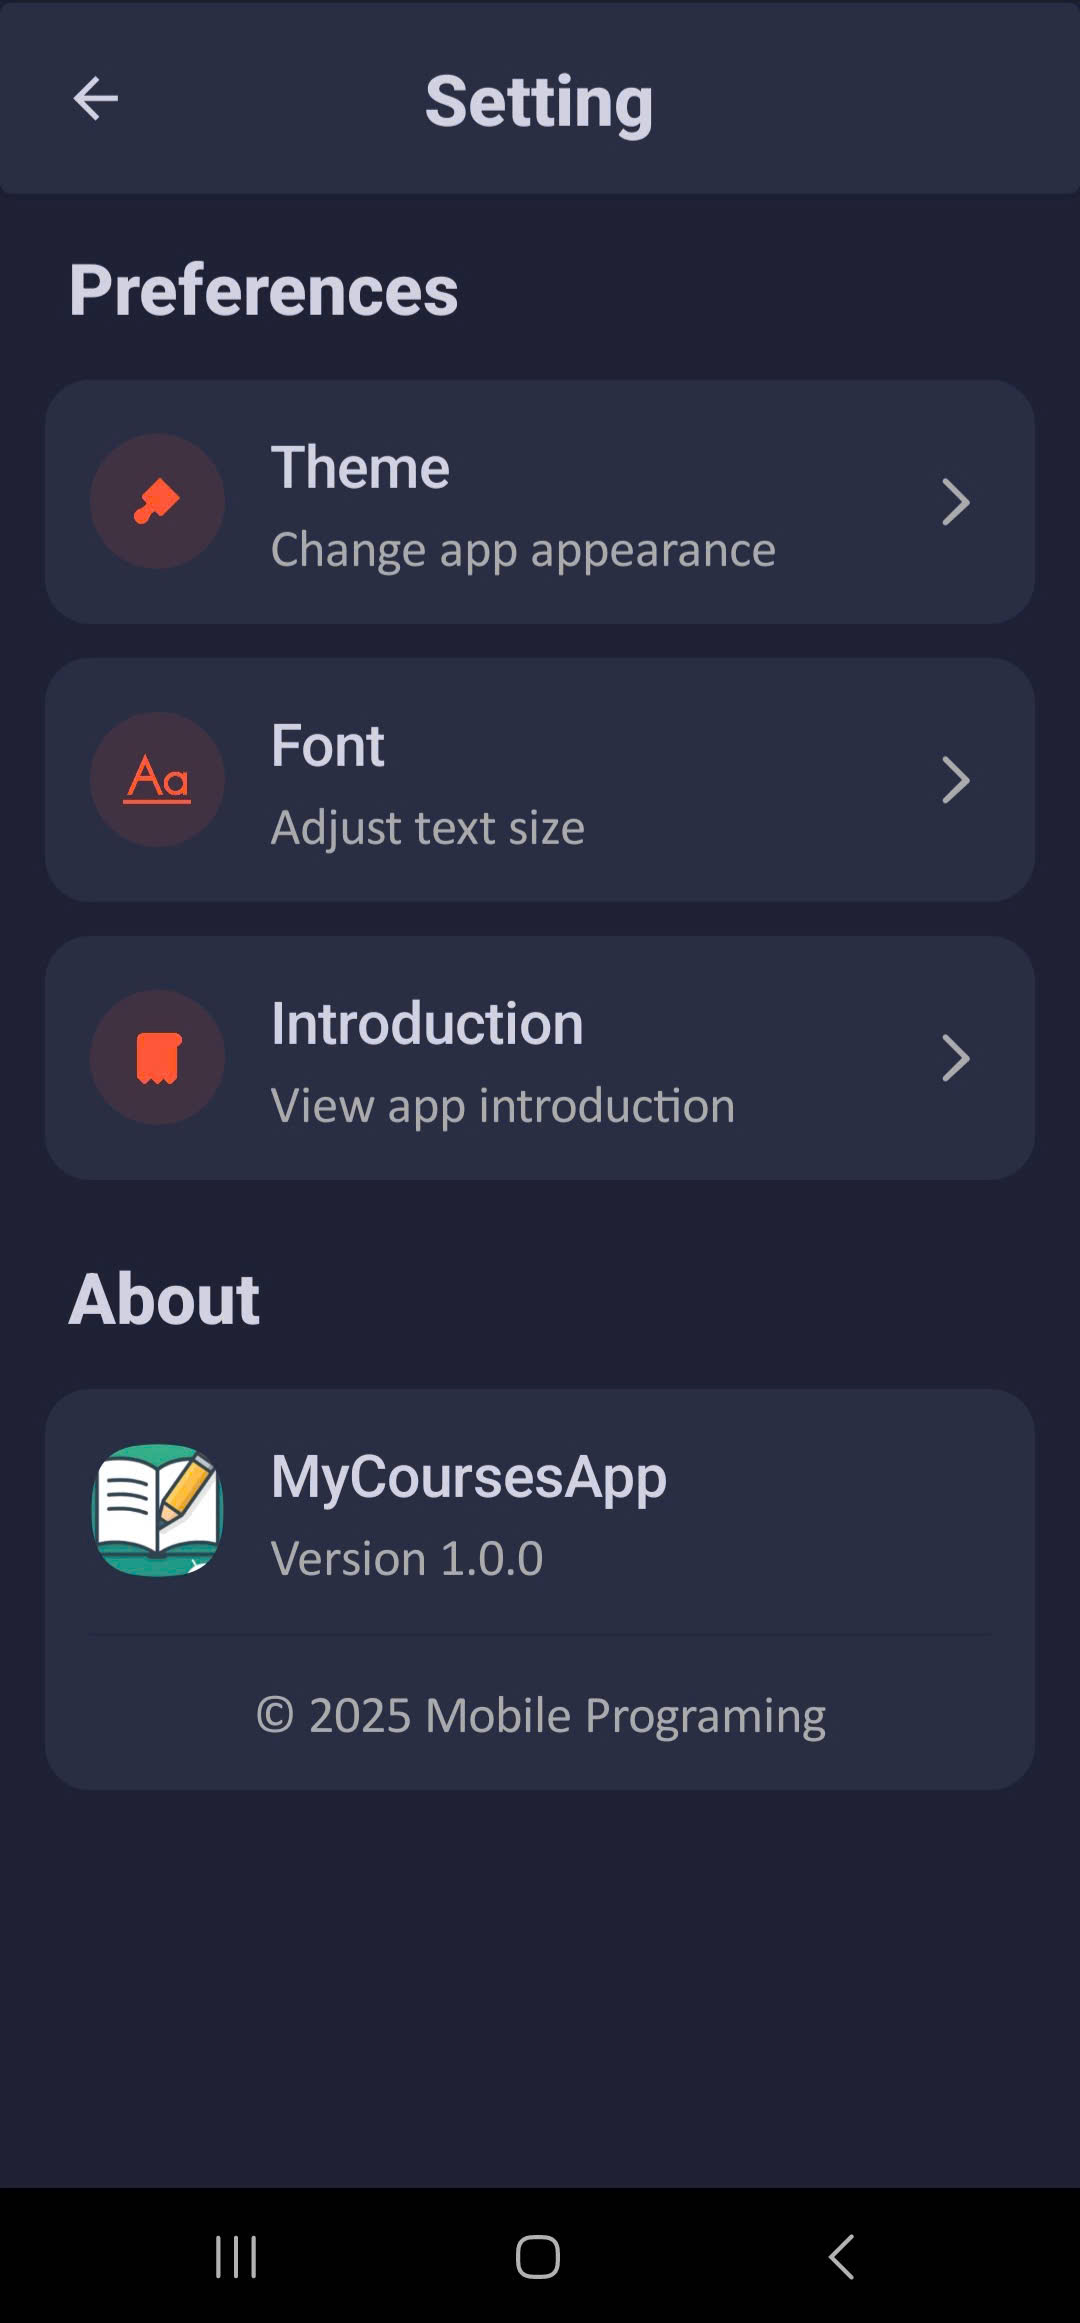 Setting
Preferences
Theme
Change app appearance
Aa
Font
Adjust text size
Introduction
View app introduction
About
MyCoursesApp
Version 1.0.0
© 2025 Mobile Programing